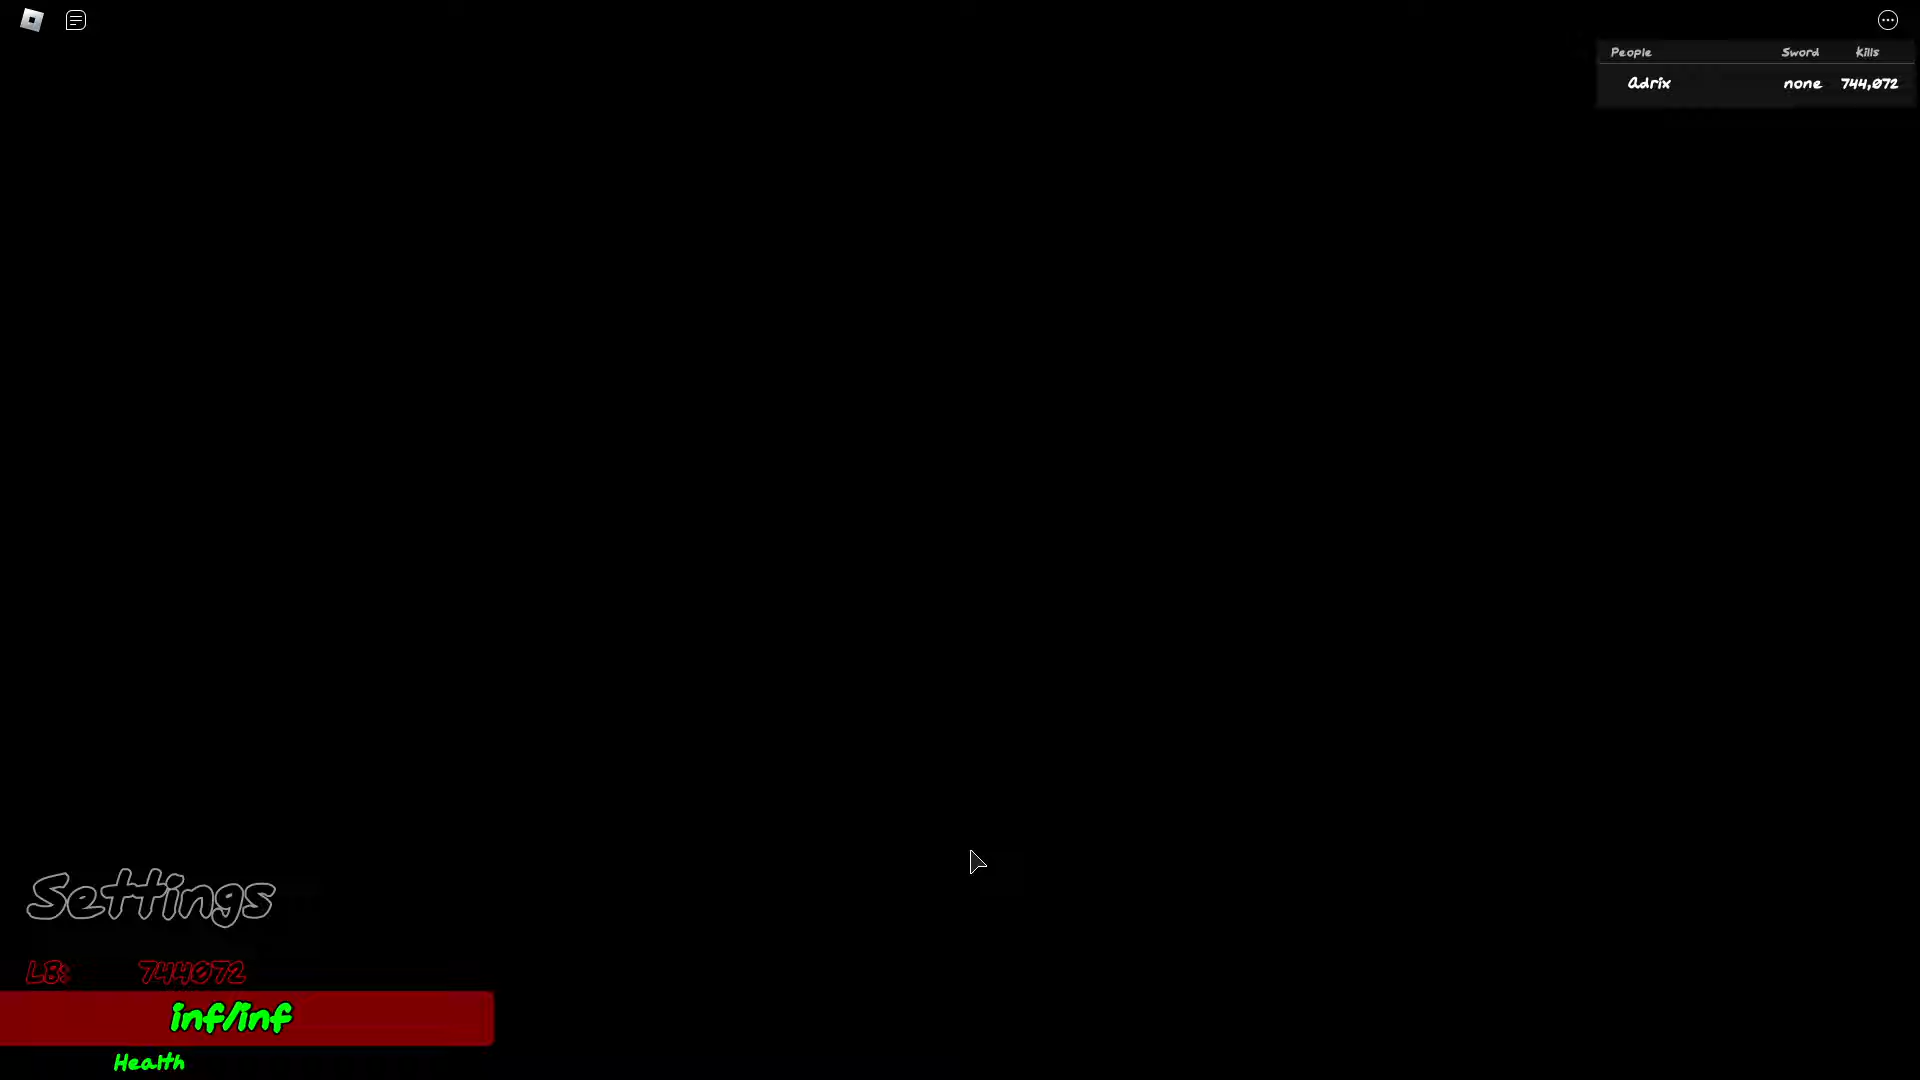 People Sword Kills
Adrix none 744,072
Settings
LB: 744072
inf/inf
Health